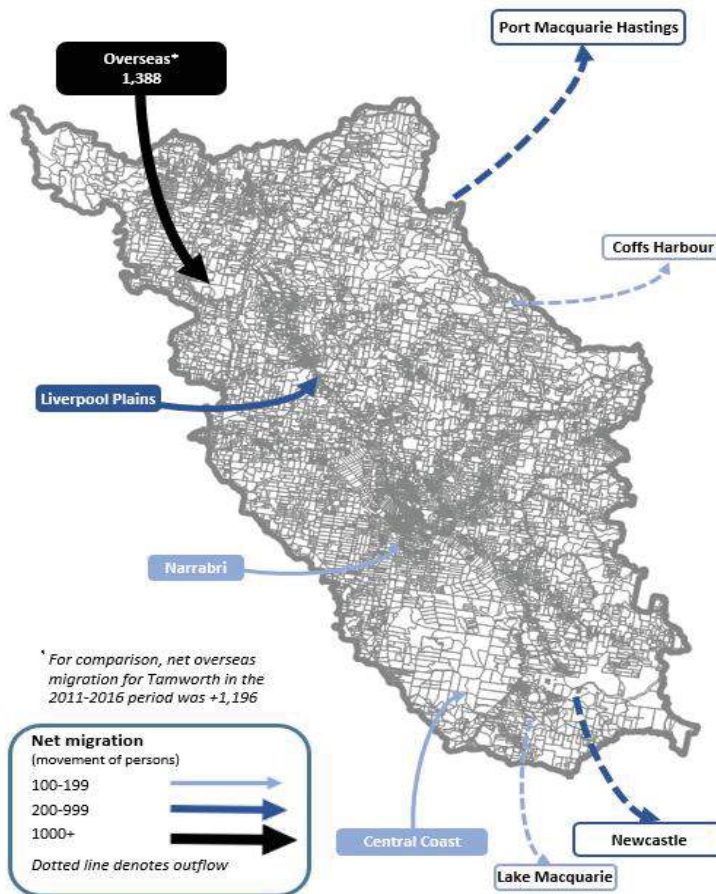 Port Macquarie Hastings
Overseas*
1,388
Coffs Harbour
Liverpool Plains
Narrabri
* For comparison, net overseas
migration for Tamworth in the
2011-2016 period was +1,196
Net migration
(movement of persons)
100-199
200-999
1000+
Dotted line denotes outflow
Central Coast
Newcastle
Lake Macquarie